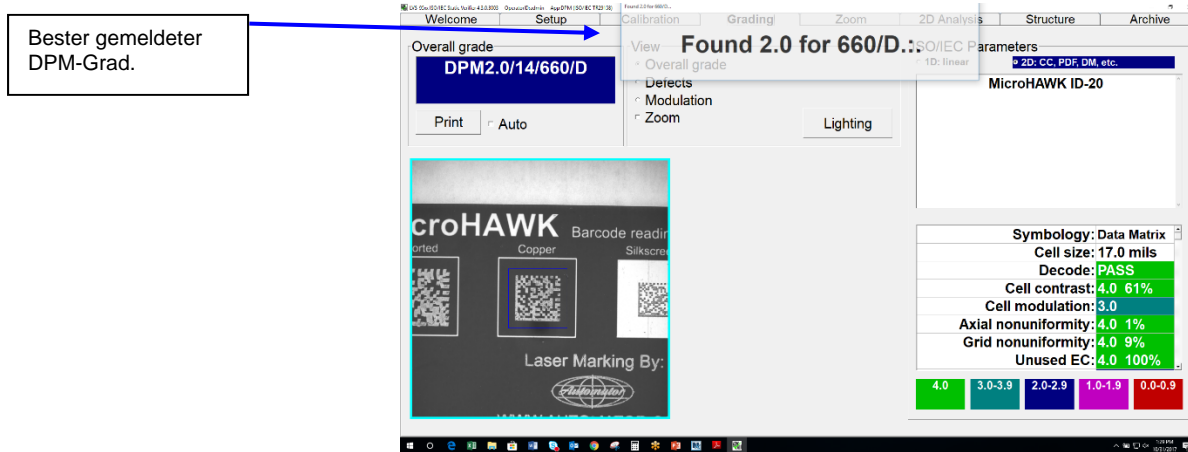 Bester gemeldeter
DPM-Grad.
Welcome Setup Calibration Grading Zoom 2D Analysis Structure Archive
Found 2.0 for 660/D.:.
Overall grade
DPM2.0/14/660/D
Print Auto
View
Overall grade
Defects
Modulation
Zoom
Lighting
ISO/IEC Parameters
1D: linear 2D: CC, PDF, DM, etc.
MicroHAWK ID-20
croHAWK Barcode readin
orted Copper Silkscree
Laser Marking By:
Automator
Symbology: Data Matrix
Cell size: 17.0 mils
Decode: PASS
Cell contrast: 4.0 61%
Cell modulation: 3.0
Axial nonuniformity: 4.0 1%
Grid nonuniformity: 4.0 9%
Unused EC: 4.0 100%
4.0 3.0-3.9 2.0-2.9 1.0-1.9 0.0-0.9